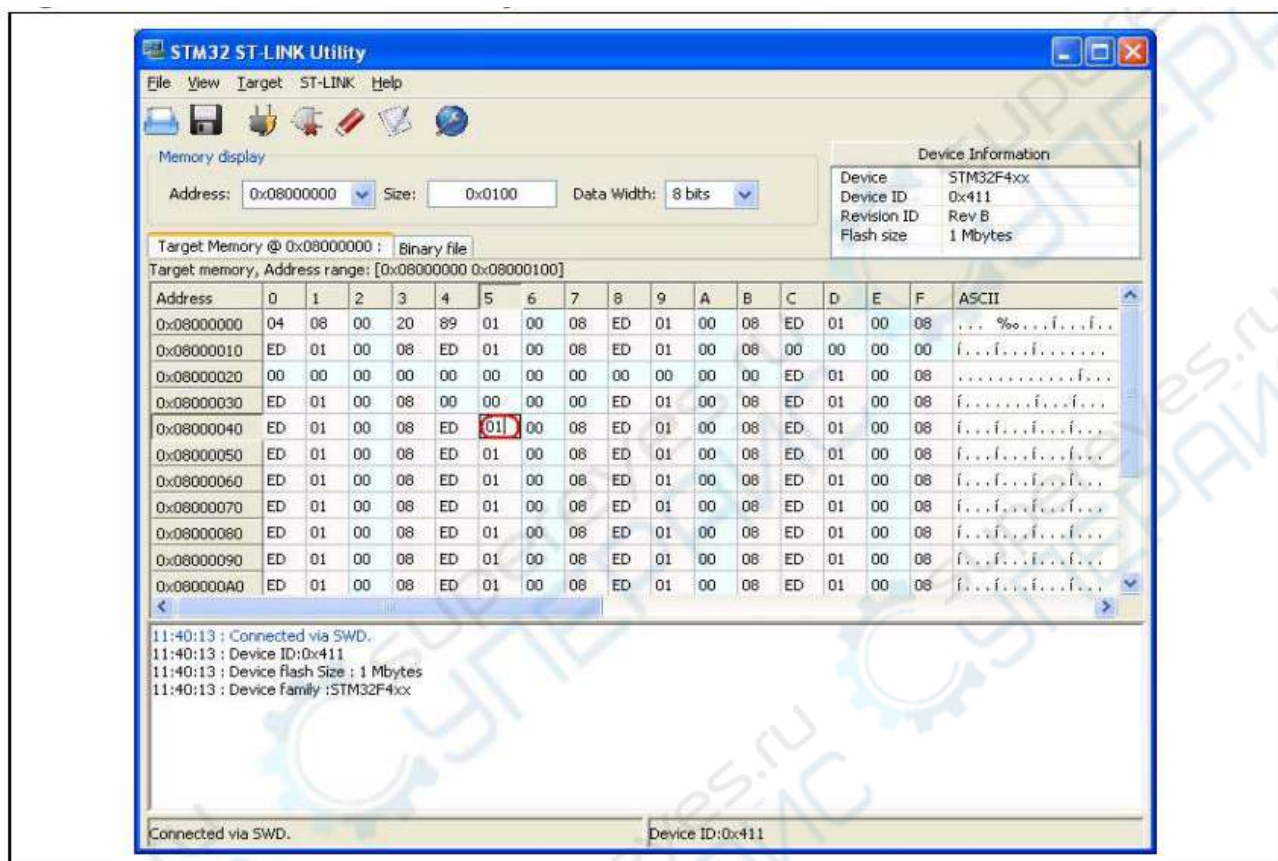 STM32 ST-LINK Utility
File View Target ST-LINK Help
Memory display
Address: 0x08000000 Size: 0x0100 Data Width: 8 bits
Device Information
Device STM32F4xx
Device ID 0x411
Revision ID Rev B
Flash size 1 Mbytes
Target Memory @ 0x08000000 : Binary file
Target memory, Address range: [0x08000000 0x08000100]
Address 0 1 2 3 4 5 6 7 8 9 A B C D E F ASCII
0x08000000 04 08 00 20 89 01 00 08 ED 01 00 08 ED 01 00 08 ... ‰...í...í..
0x08000010 ED 01 00 08 ED 01 00 08 ED 01 00 08 00 00 00 00 í...í...í.......
0x08000020 00 00 00 00 00 00 00 00 00 00 00 00 ED 01 00 08 ............í...
0x08000030 ED 01 00 08 00 00 00 00 ED 01 00 08 ED 01 00 08 í.......í...í...
0x08000040 ED 01 00 08 ED 01 00 08 ED 01 00 08 ED 01 00 08 í...í...í...í...
0x08000050 ED 01 00 08 ED 01 00 08 ED 01 00 08 ED 01 00 08 í...í...í...í...
0x08000060 ED 01 00 08 ED 01 00 08 ED 01 00 08 ED 01 00 08 í...í...í...í...
0x08000070 ED 01 00 08 ED 01 00 08 ED 01 00 08 ED 01 00 08 í...í...í...í...
0x08000080 ED 01 00 08 ED 01 00 08 ED 01 00 08 ED 01 00 08 í...í...í...í...
0x08000090 ED 01 00 08 ED 01 00 08 ED 01 00 08 ED 01 00 08 í...í...í...í...
0x080000A0 ED 01 00 08 ED 01 00 08 ED 01 00 08 ED 01 00 08 í...í...í...í...
11:40:13 : Connected via SWD.
11:40:13 : Device ID:0x411
11:40:13 : Device flash Size : 1 Mbytes
11:40:13 : Device family :STM32F4xx
Connected via SWD. Device ID:0x411
supereyes.ru
СУПЕРАЙС